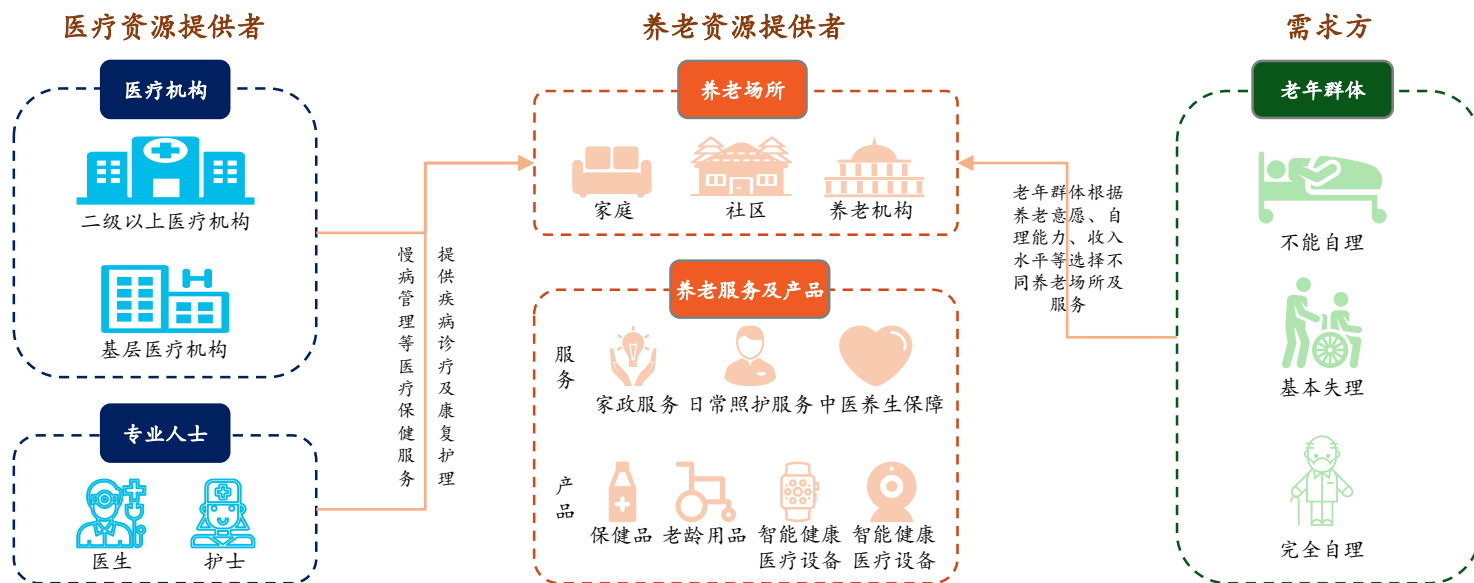 医疗资源提供者
医疗机构
二级以上医疗机构
基层医疗机构
专业人士
医生
护士
提供疾病诊疗及康复护理
慢病管理等医疗保健服务
养老资源提供者
养老场所
家庭
社区
养老机构
养老服务及产品
服务
家政服务
日常照护服务
中医养生保障
产品
保健品
老龄用品
智能健康
医疗设备
智能健康
医疗设备
老年群体根据
养老意愿、自
理能力、收入
水平等选择不
同养老场所及
服务
需求方
老年群体
不能自理
基本失理
完全自理